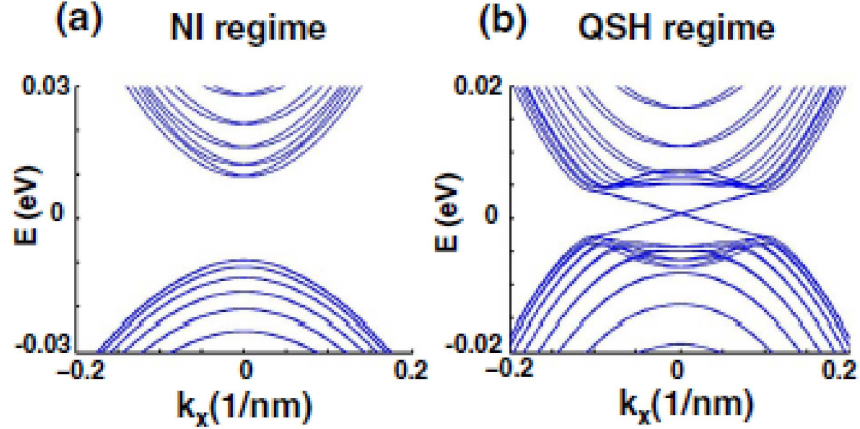 (a) NI regime
(b) QSH regime
0.03
0
-0.03
E (eV)
-0.2 0 0.2
kₓ(1/nm)
0.02
0
-0.02
E (eV)
-0.2 0 0.2
kₓ(1/nm)